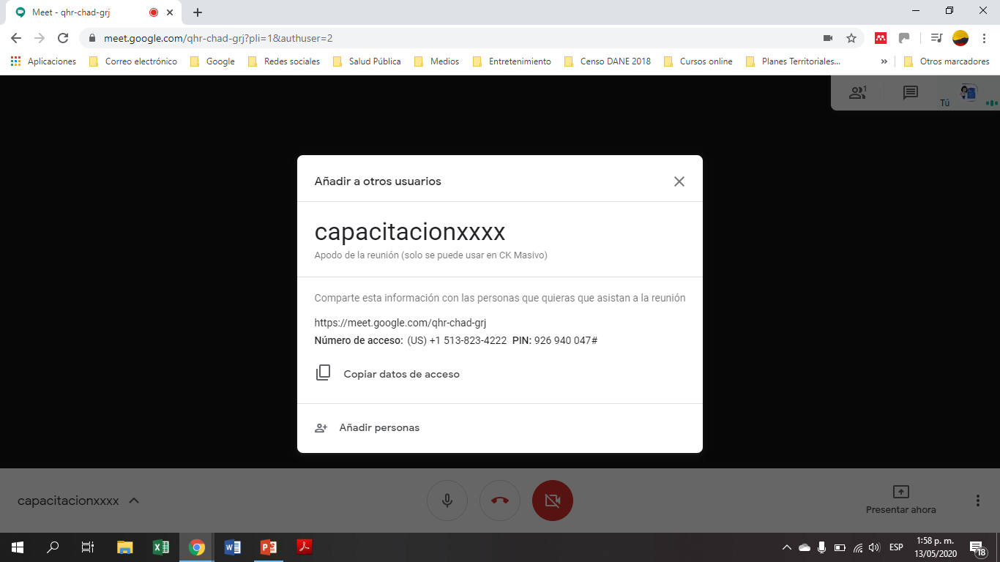 Meet - qhr-chad-grj
meet.google.com/qhr-chad-grj?pli=1&authuser=2
Aplicaciones Correo electrónico Google Redes sociales Salud Pública Medios Entretenimiento Censo DANE 2018 Cursos online Planes Territoriales... » Otros marcadores
1
Tú
Añadir a otros usuarios
capacitacionxxxx
Apodo de la reunión (solo se puede usar en CK Masivo)
Comparte esta información con las personas que quieras que asistan a la reunión
https://meet.google.com/qhr-chad-grj
Número de acceso: (US) +1 513-823-4222 PIN: 926 940 047#
Copiar datos de acceso
Añadir personas
capacitacionxxxx
Presentar ahora
ESP
1:58 p. m.
13/05/2020
18